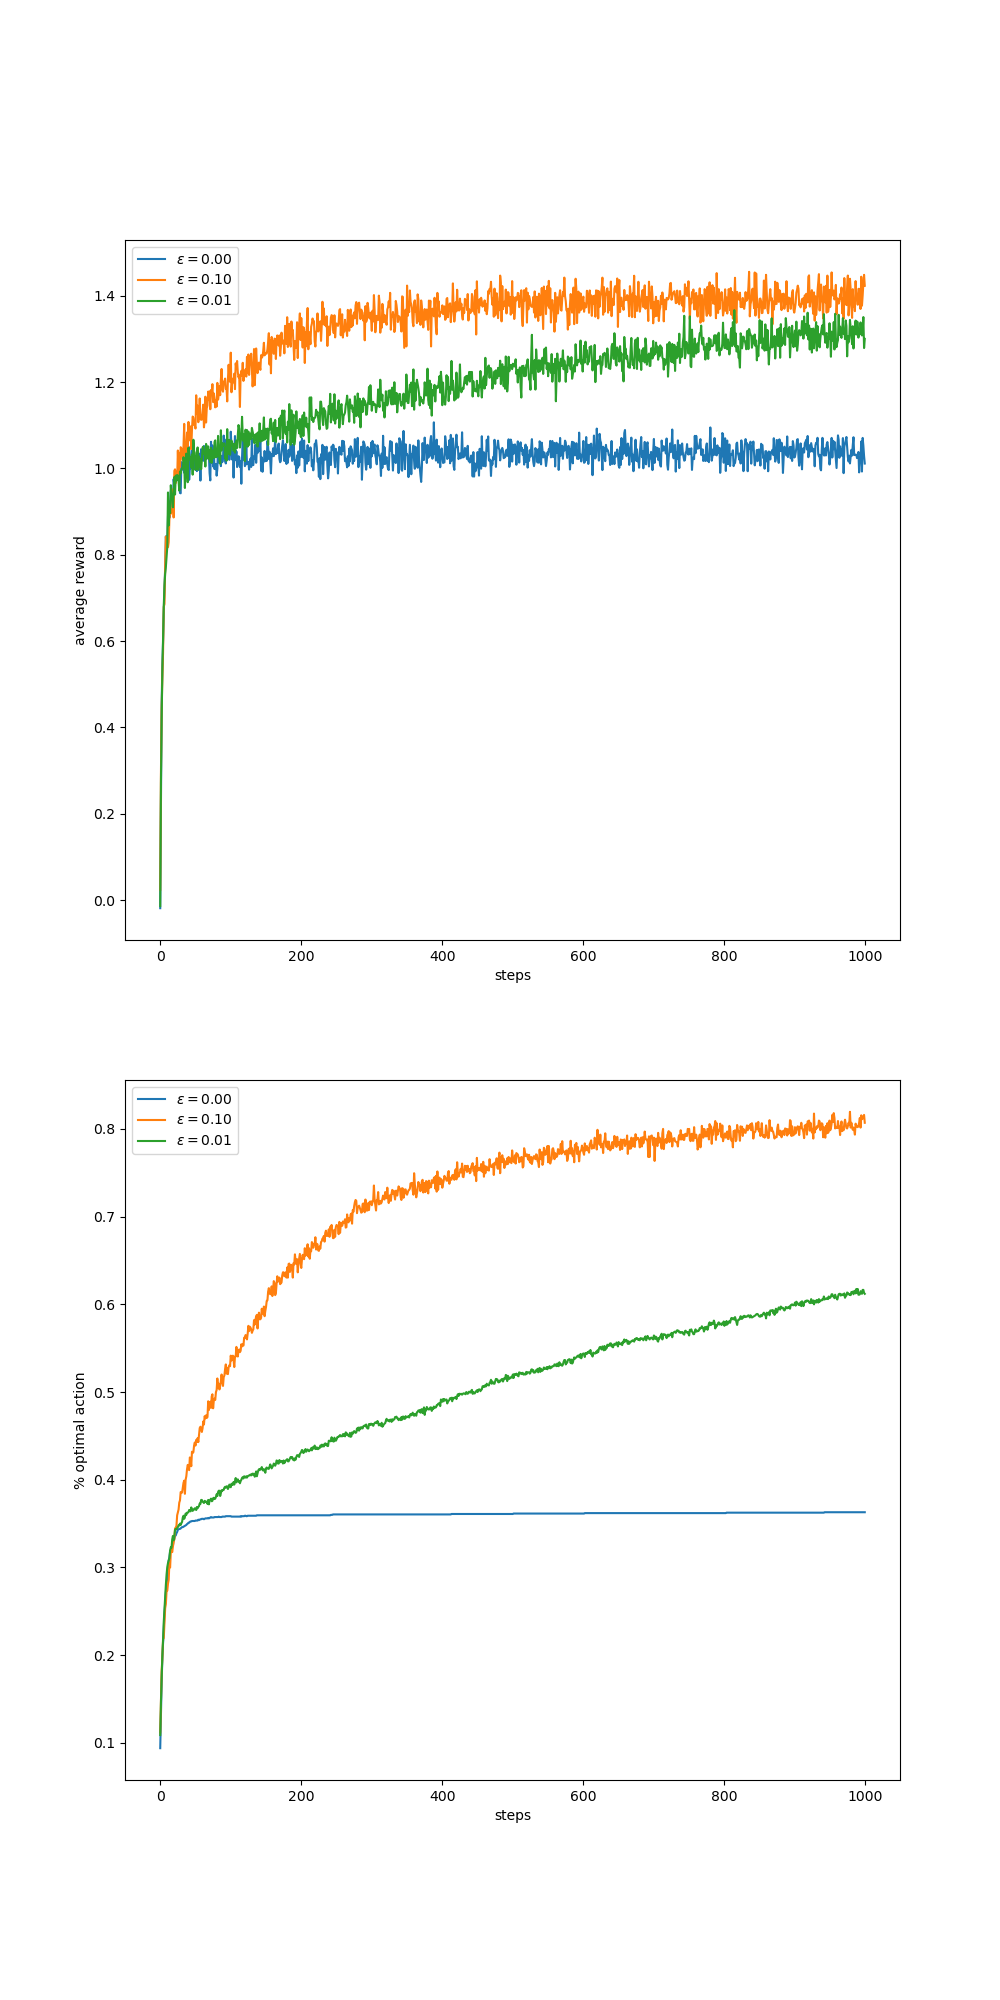 ε = 0.00
ε = 0.10
ε = 0.01
1.4
1.2
1.0
0.8
0.6
0.4
0.2
0.0
average reward
0 200 400 600 800 1000
steps
ε = 0.00
ε = 0.10
ε = 0.01
0.8
0.7
0.6
0.5
0.4
0.3
0.2
0.1
% optimal action
0 200 400 600 800 1000
steps